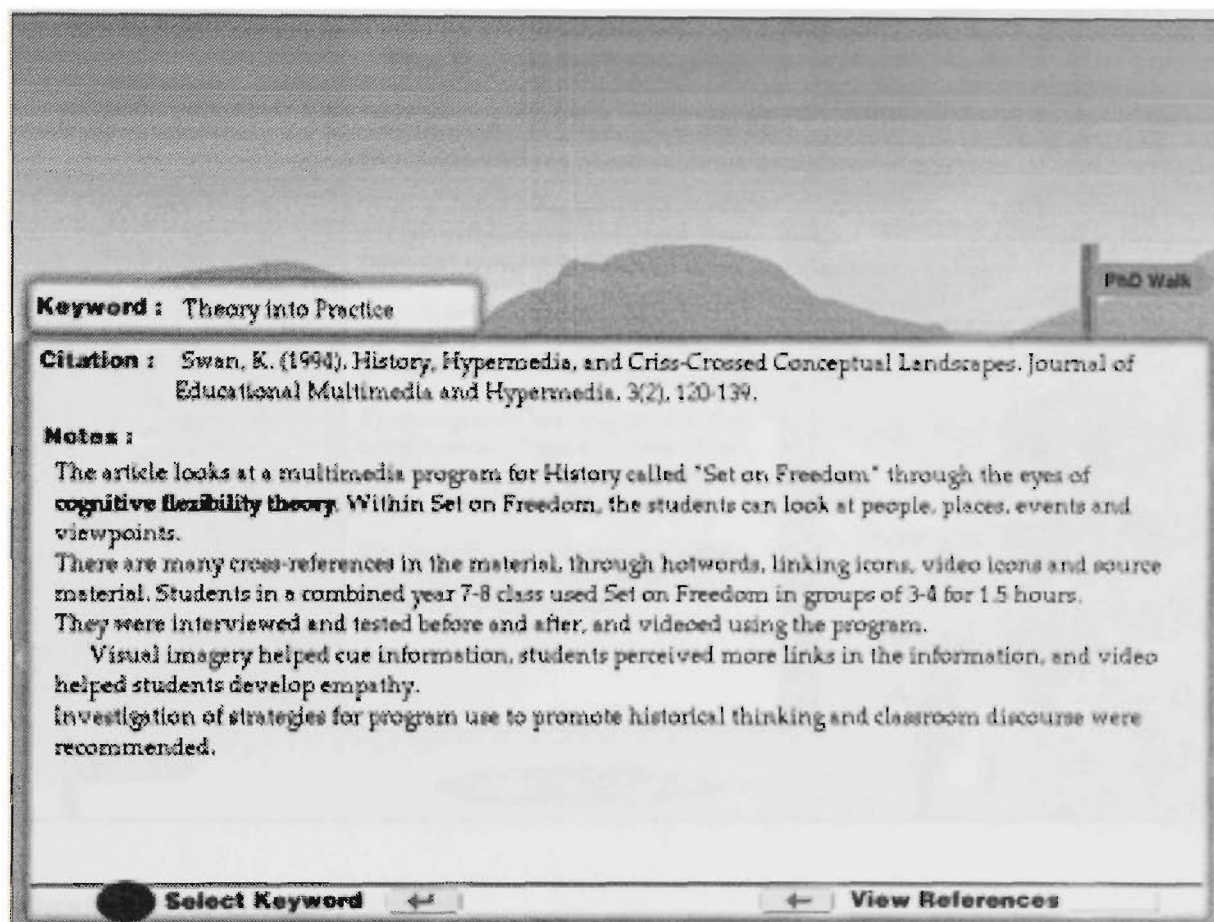 PhD Walk
Keyword : Theory into Practice
Citation : Swan, K. (1994). History, Hypermedia, and Criss-Crossed Conceptual Landscapes. Journal of
Educational Multimedia and Hypermedia, 3(2), 120-139.
Notes :
The article looks at a multimedia program for History called "Set on Freedom" through the eyes of
cognitive flexibility theory. Within Set on Freedom, the students can look at people, places, events and
viewpoints.
There are many cross-references in the material, through hotwords, linking icons, video icons and source
material. Students in a combined year 7-8 class used Set on Freedom in groups of 3-4 for 1.5 hours.
They were interviewed and tested before and after, and videoed using the program.
Visual imagery helped cue information, students perceived more links in the information, and video
helped students develop empathy.
Investigation of strategies for program use to promote historical thinking and classroom discourse were
recommended.
Select Keyword
View References